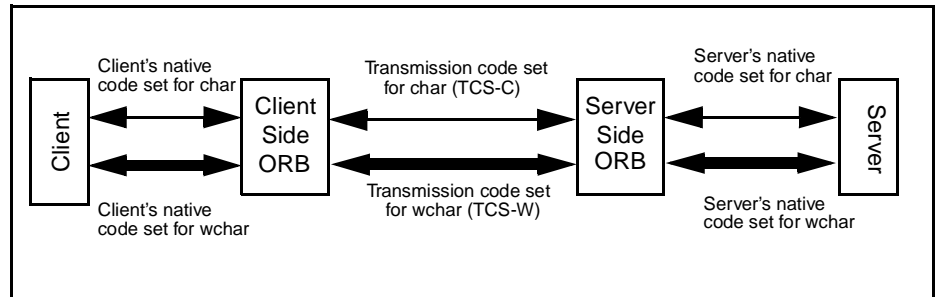 Client's native
code set for char
Transmission code set
for char (TCS-C)
Server's native
code set for char
Client
Client
Side
ORB
Server
Side
ORB
Server
Client's native
code set for wchar
Transmission code set
for wchar (TCS-W)
Server's native
code set for wchar